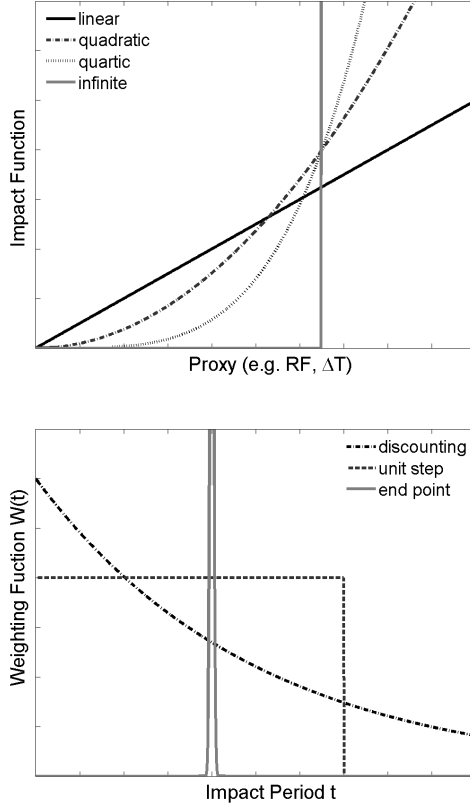 linear
quadratic
quartic
infinite
Impact Function
Proxy (e.g. RF, ΔT)
discounting
unit step
end point
Weighting Fuction W(t)
Impact Period t